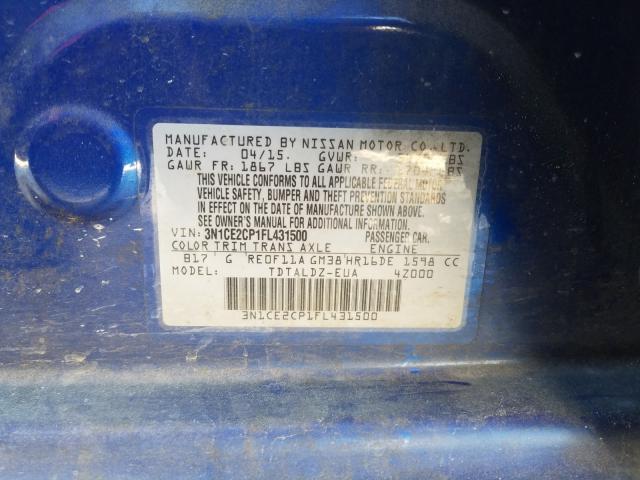 MANUFACTURED BY NISSAN MOTOR CO.,LTD.
DATE: 04/15. GVWR: LBS
GAWR FR: 1867 LBS GAWR RR: LBS
THIS VEHICLE CONFORMS TO ALL APPLICABLE FEDERAL MOTOR
VEHICLE SAFETY, BUMPER AND THEFT PREVENTION STANDARDS
IN EFFECT ON THE DATE OF MANUFACTURE SHOWN ABOVE.
SEE OWNER'S MANUAL FOR ADDITIONAL INFORMATION.
VIN: 3N1CE2CP1FL431500 PASSENGER CAR.
COLOR TRIM TRANS AXLE ENGINE
B17 G RE0F11A GM38 HR16DE 1598 CC
MODEL: TDTALDZ-EUA 4Z000
3N1CE2CP1FL431500